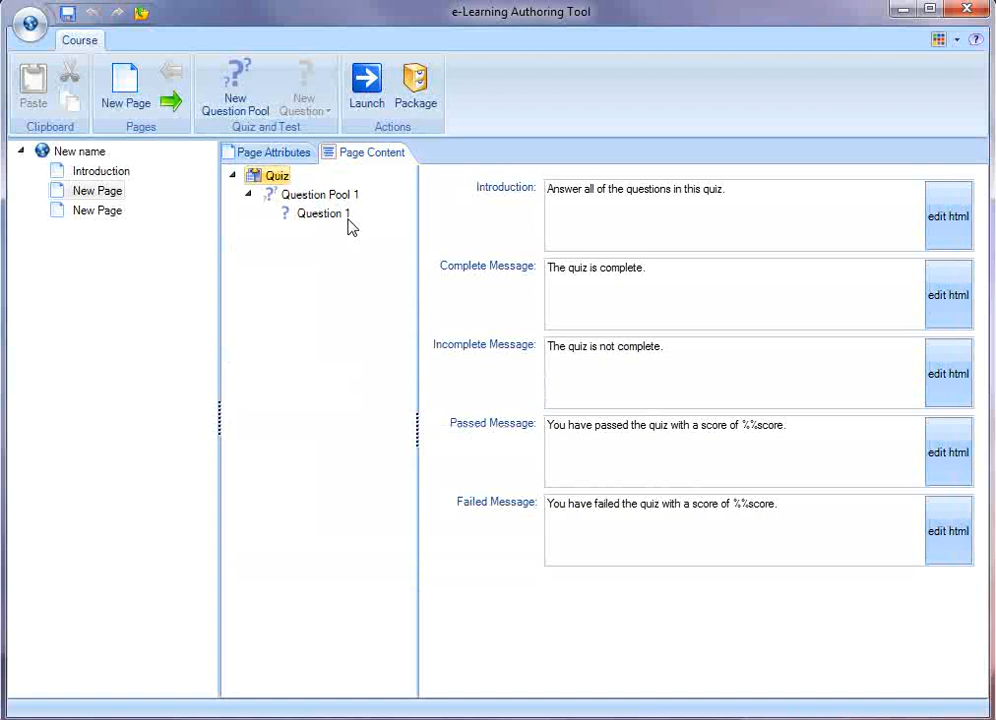 e-Learning Authoring Tool
Course
Paste
New Page
New
Question Pool
New
Question
Launch
Package
Clipboard
Pages
Quiz and Test
Actions
New name
Introduction
New Page
New Page
Page Attributes
Page Content
Quiz
Question Pool 1
Question 1
Introduction:
Answer all of the questions in this quiz.
edit html
Complete Message:
The quiz is complete.
edit html
Incomplete Message:
The quiz is not complete.
edit html
Passed Message:
You have passed the quiz with a score of %%score.
edit html
Failed Message:
You have failed the quiz with a score of %%score.
edit html